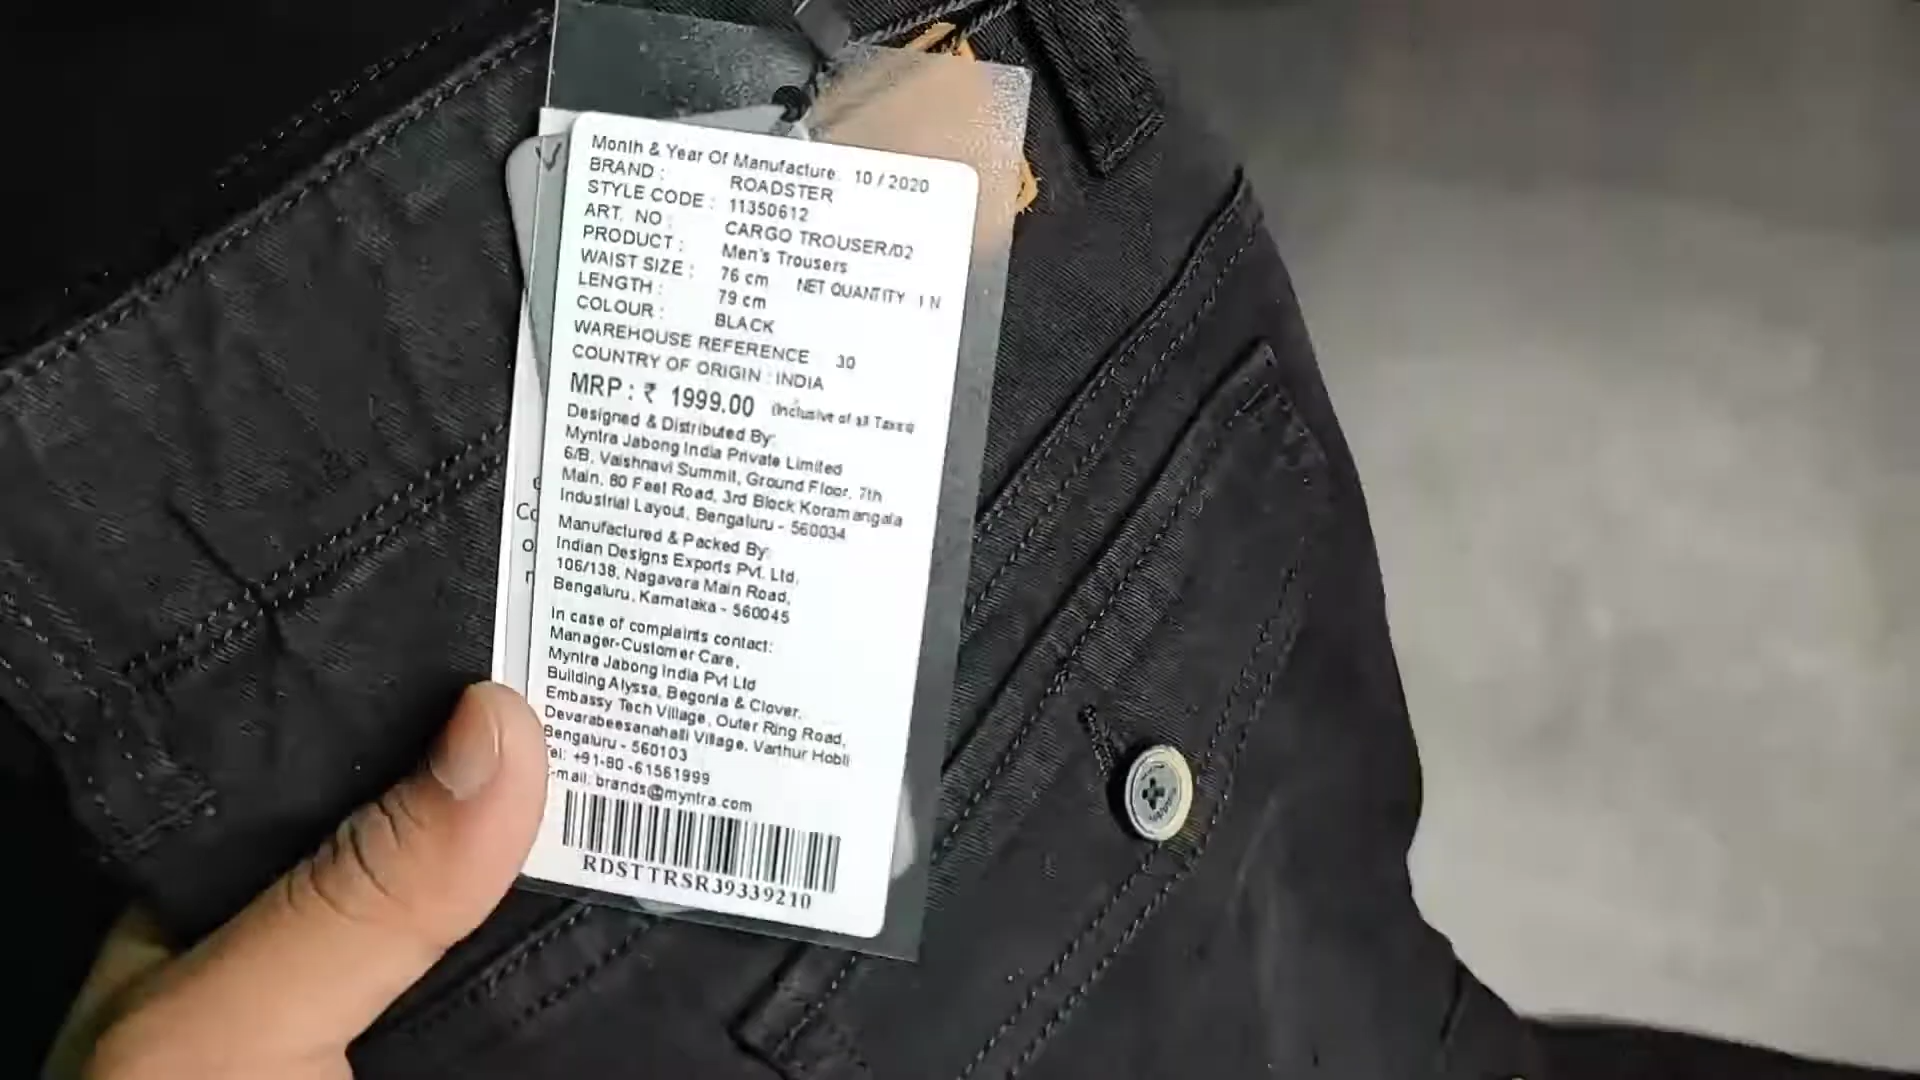 Month & Year Of Manufacture: 10 / 2020
BRAND : ROADSTER
STYLE CODE : 11350612
ART. NO : CARGO TROUSER/02
PRODUCT : Men's Trousers
WAIST SIZE : 76 cm NET QUANTITY 1 N
LENGTH : 79 cm
COLOUR : BLACK
WAREHOUSE REFERENCE 30
COUNTRY OF ORIGIN : INDIA
MRP : ₹ 1999.00 (Inclusive of all Taxes)
Designed & Distributed By:
Myntra Jabong India Private Limited
6/B, Vaishnavi Summit, Ground Floor, 7th
Main, 80 Feet Road, 3rd Block Koramangala
Industrial Layout, Bengaluru - 560034
Manufactured & Packed By:
Indian Designs Exports Pvt. Ltd.
106/138, Nagavara Main Road,
Bengaluru, Karnataka - 560045
In case of complaints contact:
Manager-Customer Care,
Myntra Jabong India Pvt Ltd
Building Alyssa, Begonia & Clover,
Embassy Tech Village, Outer Ring Road,
Devarabeesanahalli Village, Varthur Hobli
Bengaluru - 560103
Tel: +91-80 -61561999
E-mail: brands@myntra.com
RDSTTRSR39339210